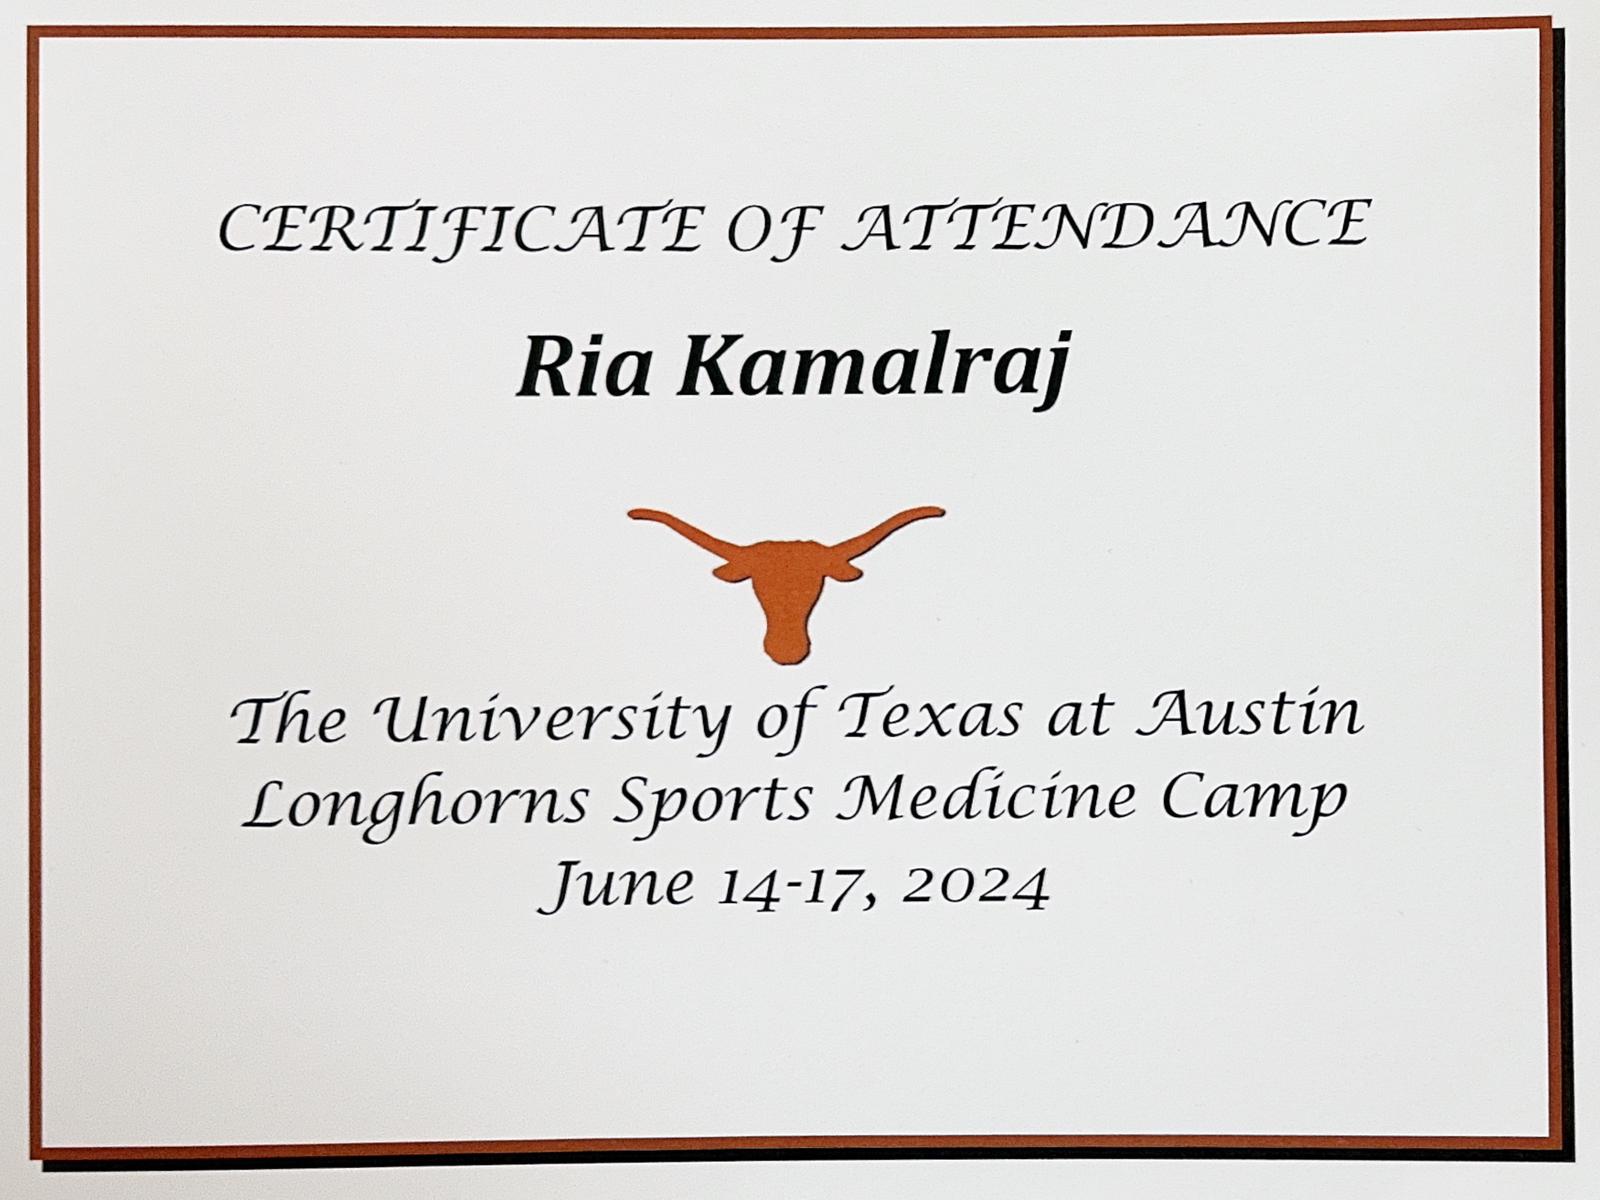 CERTIFICATE OF ATTENDANCE
Ria Kamalraj
The University of Texas at Austin
Longhorns Sports Medicine Camp
June 14-17, 2024